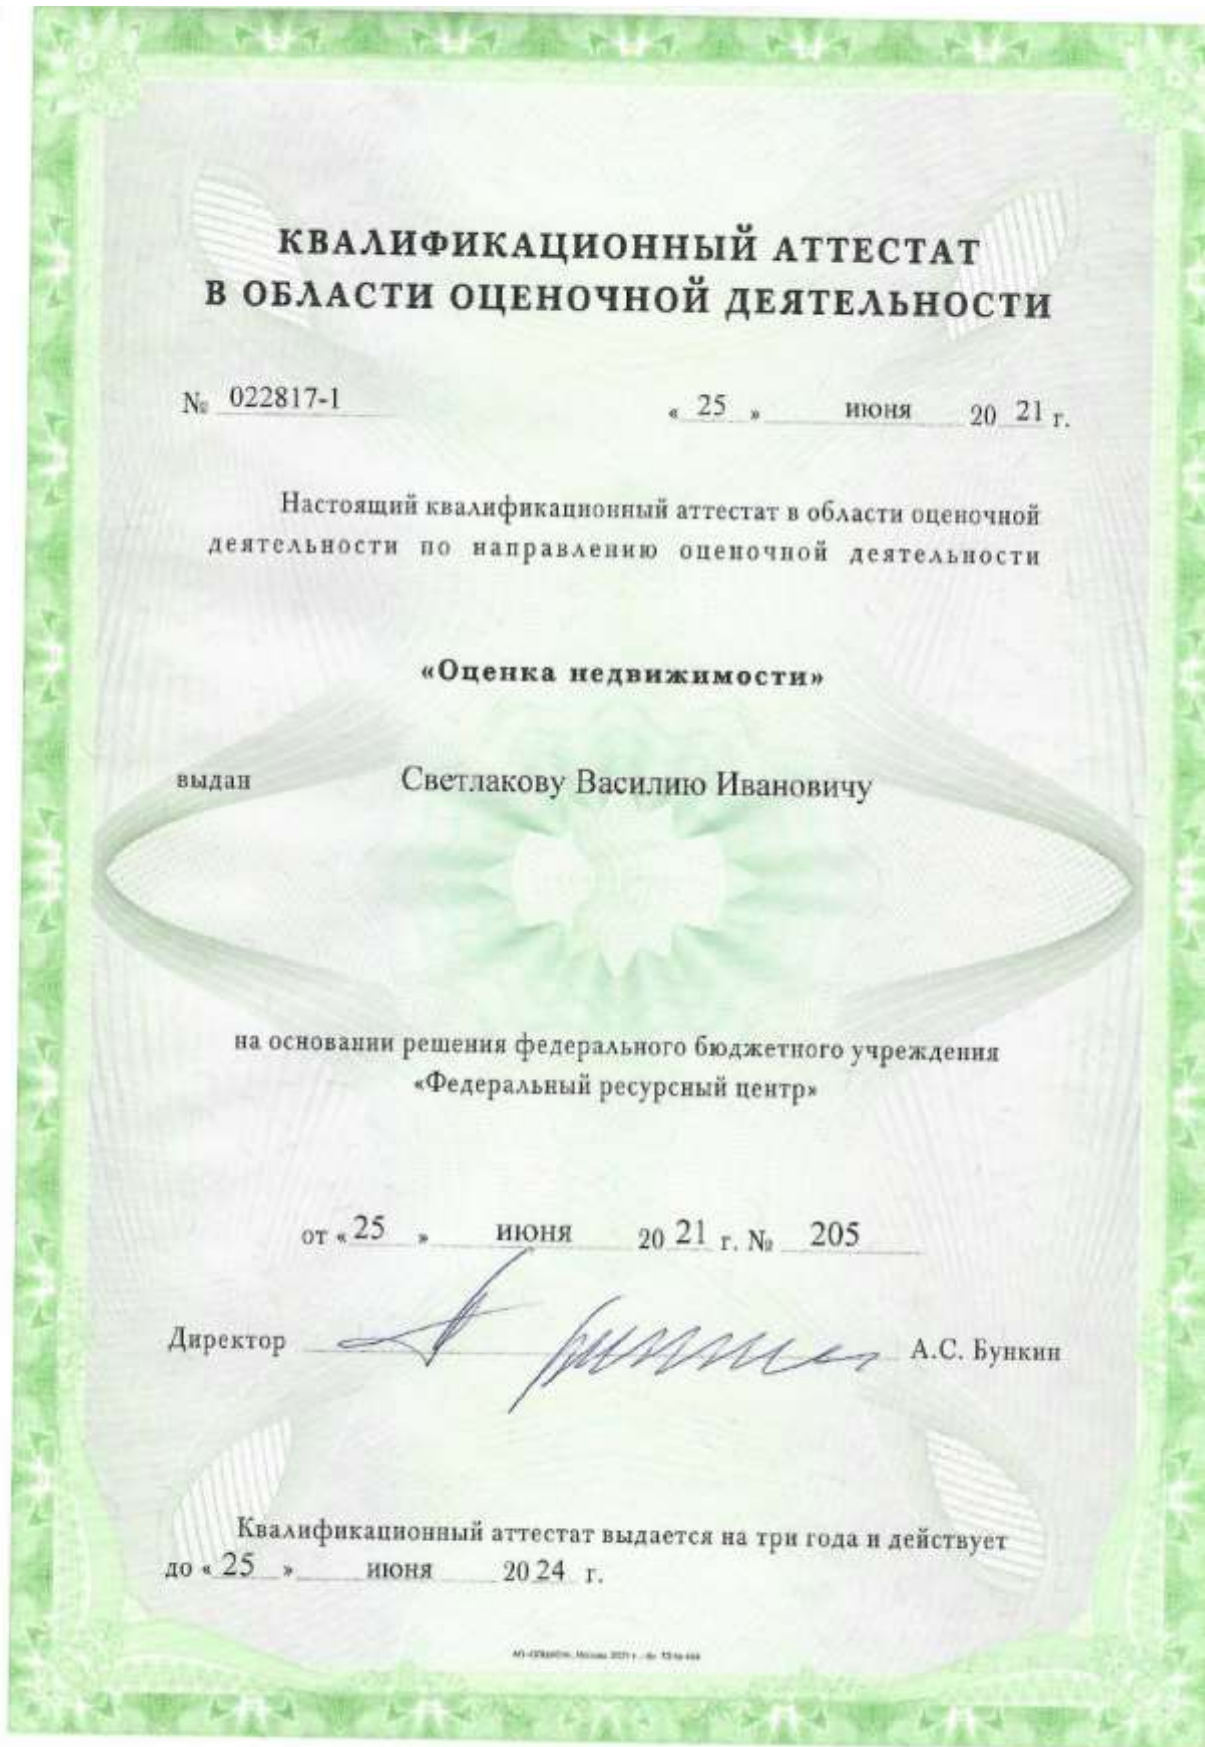 КВАЛИФИКАЦИОННЫЙ АТТЕСТАТ
В ОБЛАСТИ ОЦЕНОЧНОЙ ДЕЯТЕЛЬНОСТИ
№ 022817-1 « 25 » июня 20 21 г.
Настоящий квалификационный аттестат в области оценочной
деятельности по направлению оценочной деятельности
«Оценка недвижимости»
выдан Светлакову Василию Ивановичу
на основании решения федерального бюджетного учреждения
«Федеральный ресурсный центр»
от « 25 » июня 20 21 г. № 205
Директор А.С. Бункин
Квалификационный аттестат выдается на три года и действует
до « 25 » июня 20 24 г.
Москва 2021 г.